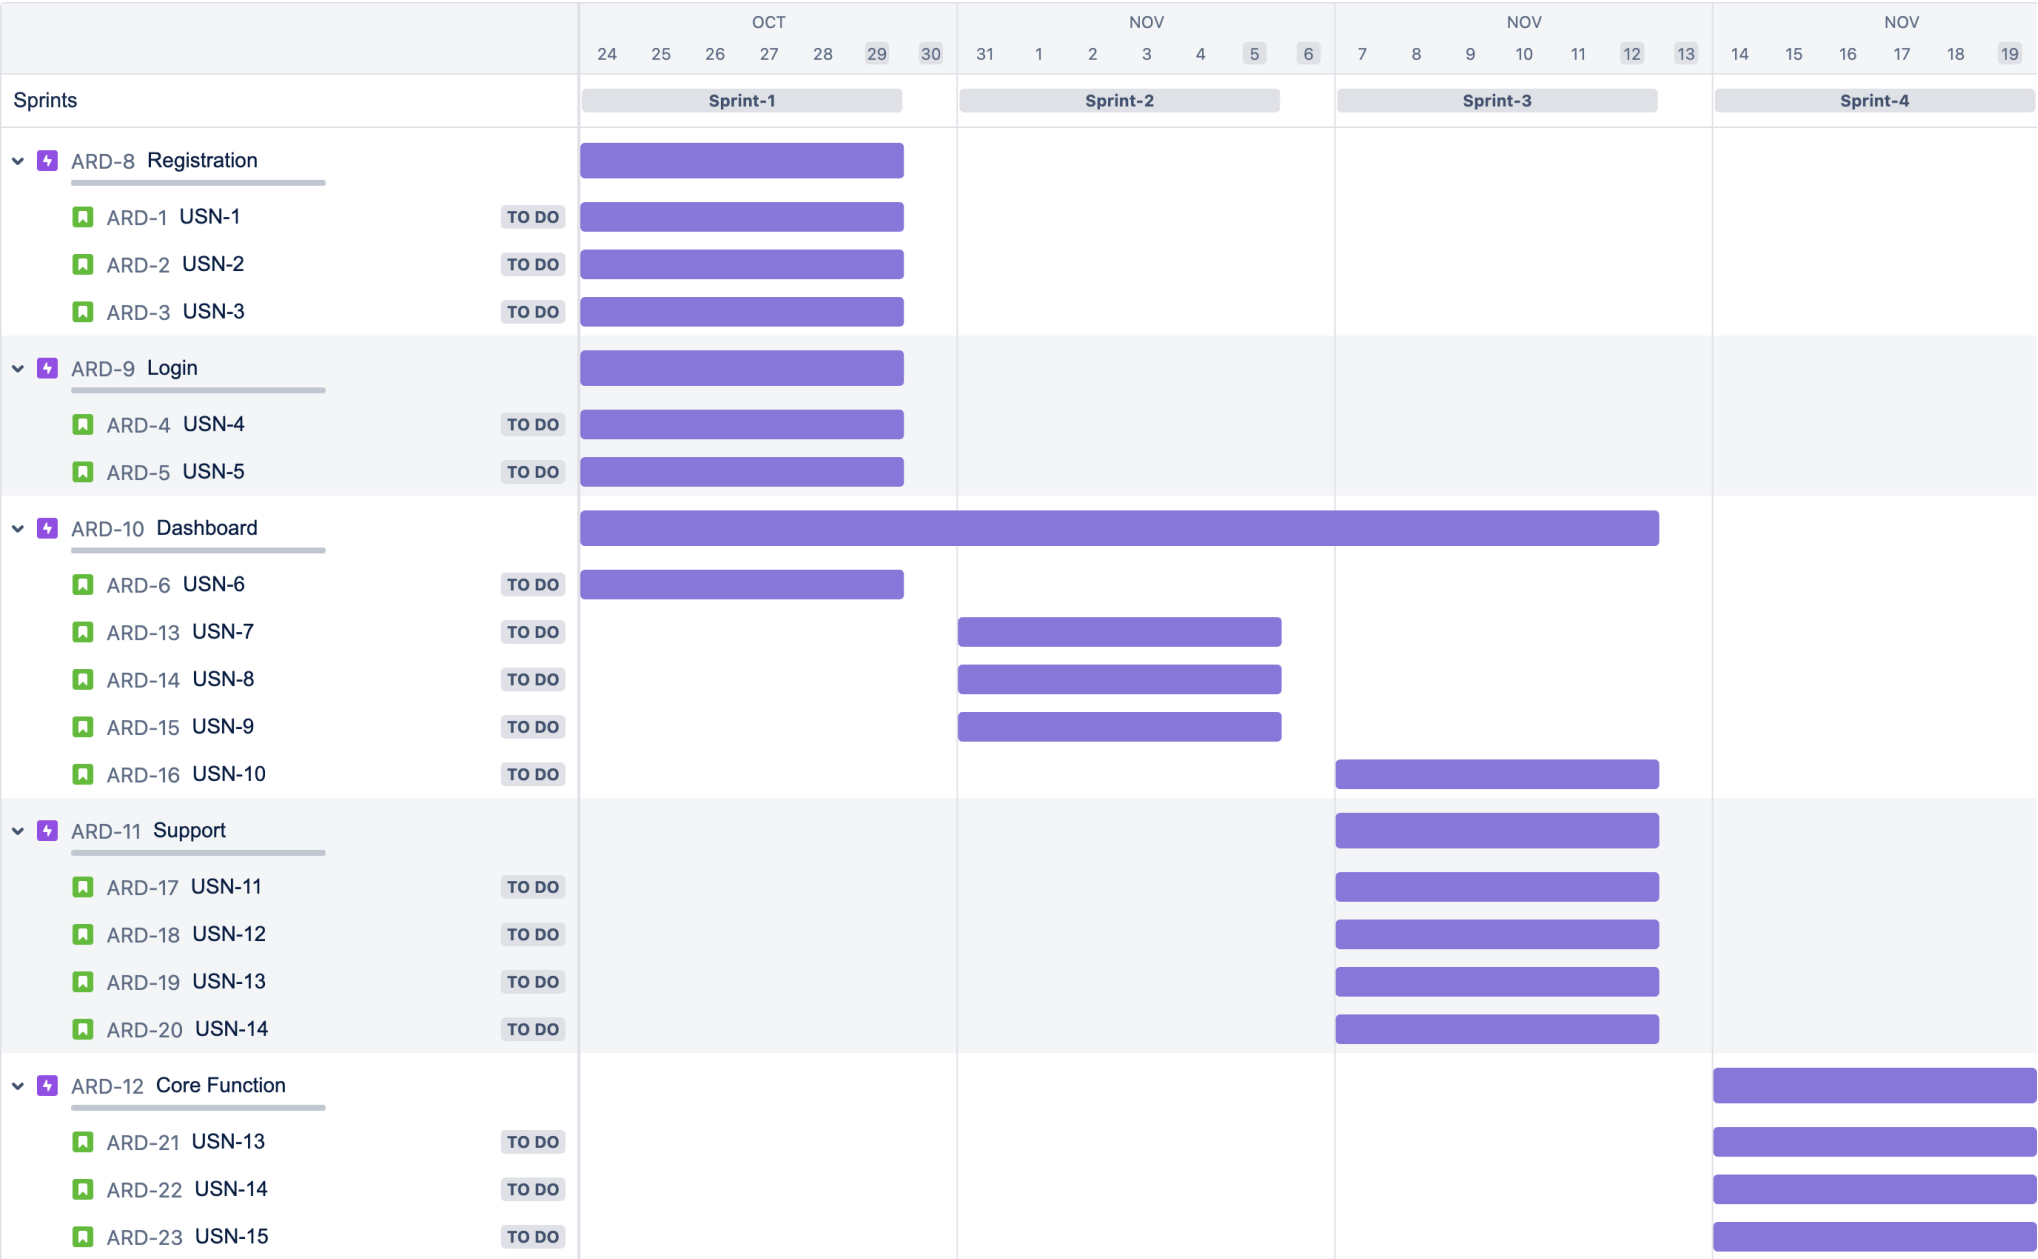 OCT NOV NOV NOV
24 25 26 27 28 29 30 31 1 2 3 4 5 6 7 8 9 10 11 12 13 14 15 16 17 18 19
Sprints Sprint-1 Sprint-2 Sprint-3 Sprint-4
ARD-8 Registration
ARD-1 USN-1 TO DO
ARD-2 USN-2 TO DO
ARD-3 USN-3 TO DO
ARD-9 Login
ARD-4 USN-4 TO DO
ARD-5 USN-5 TO DO
ARD-10 Dashboard
ARD-6 USN-6 TO DO
ARD-13 USN-7 TO DO
ARD-14 USN-8 TO DO
ARD-15 USN-9 TO DO
ARD-16 USN-10 TO DO
ARD-11 Support
ARD-17 USN-11 TO DO
ARD-18 USN-12 TO DO
ARD-19 USN-13 TO DO
ARD-20 USN-14 TO DO
ARD-12 Core Function
ARD-21 USN-13 TO DO
ARD-22 USN-14 TO DO
ARD-23 USN-15 TO DO